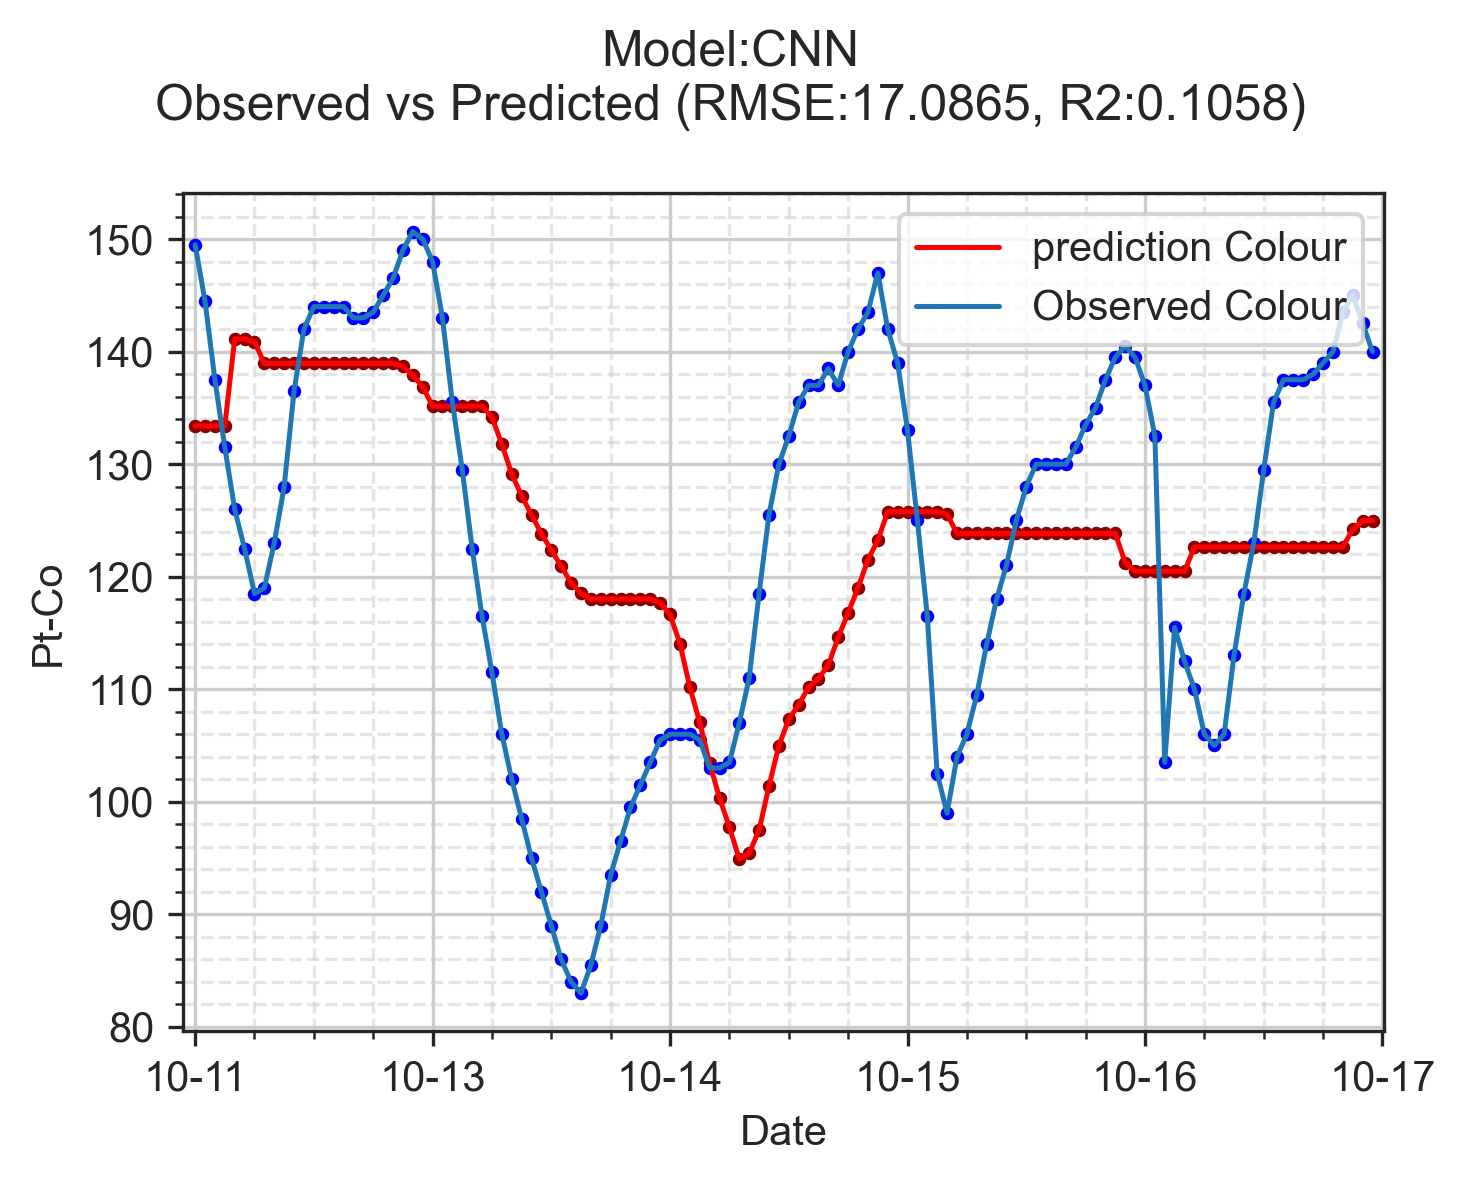 Model:CNN
Observed vs Predicted (RMSE:17.0865, R2:0.1058)
prediction Colour
Observed Colour
150
140
130
120
110
100
90
80
Pt-Co
10-11 10-13 10-14 10-15 10-16 10-17
Date